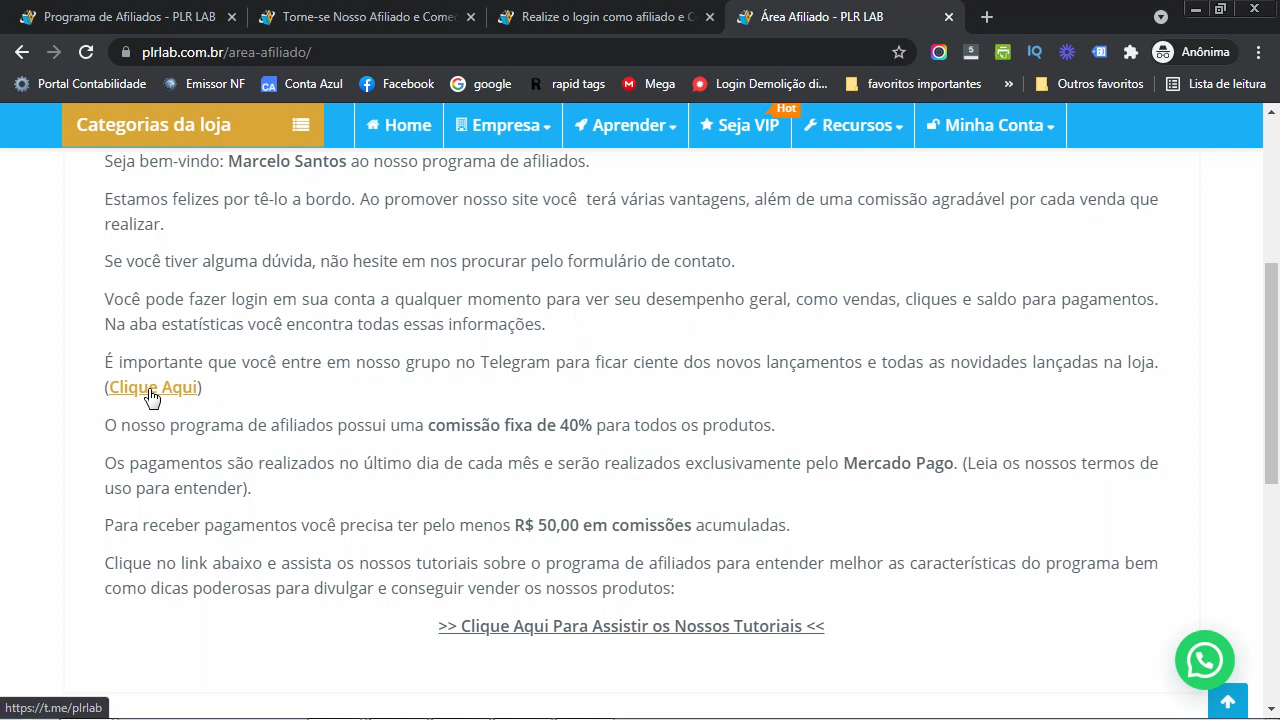 Programa de Afiliados - PLR LAB
Torne-se Nosso Afiliado e Come
Realize o login como afiliado e C
Área Afiliado - PLR LAB
plrlab.com.br/area-afiliado/
5
IQ
Anônima
Portal Contabilidade
Emissor NF
CA Conta Azul
Facebook
google
R rapid tags
M Mega
Login Demolição di...
favoritos importantes
»
Outros favoritos
Lista de leitura
Categorias da loja
Home
Empresa
Aprender
Hot
Seja VIP
Recursos
Minha Conta
Seja bem-vindo: Marcelo Santos ao nosso programa de afiliados.
Estamos felizes por tê-lo a bordo. Ao promover nosso site você terá várias vantagens, além de uma comissão agradável por cada venda que
realizar.
Se você tiver alguma dúvida, não hesite em nos procurar pelo formulário de contato.
Você pode fazer login em sua conta a qualquer momento para ver seu desempenho geral, como vendas, cliques e saldo para pagamentos.
Na aba estatísticas você encontra todas essas informações.
É importante que você entre em nosso grupo no Telegram para ficar ciente dos novos lançamentos e todas as novidades lançadas na loja.
(Clique Aqui)
O nosso programa de afiliados possui uma comissão fixa de 40% para todos os produtos.
Os pagamentos são realizados no último dia de cada mês e serão realizados exclusivamente pelo Mercado Pago. (Leia os nossos termos de
uso para entender).
Para receber pagamentos você precisa ter pelo menos R$ 50,00 em comissões acumuladas.
Clique no link abaixo e assista os nossos tutoriais sobre o programa de afiliados para entender melhor as características do programa bem
como dicas poderosas para divulgar e conseguir vender os nossos produtos:
>> Clique Aqui Para Assistir os Nossos Tutoriais <<
https://t.me/plrlab